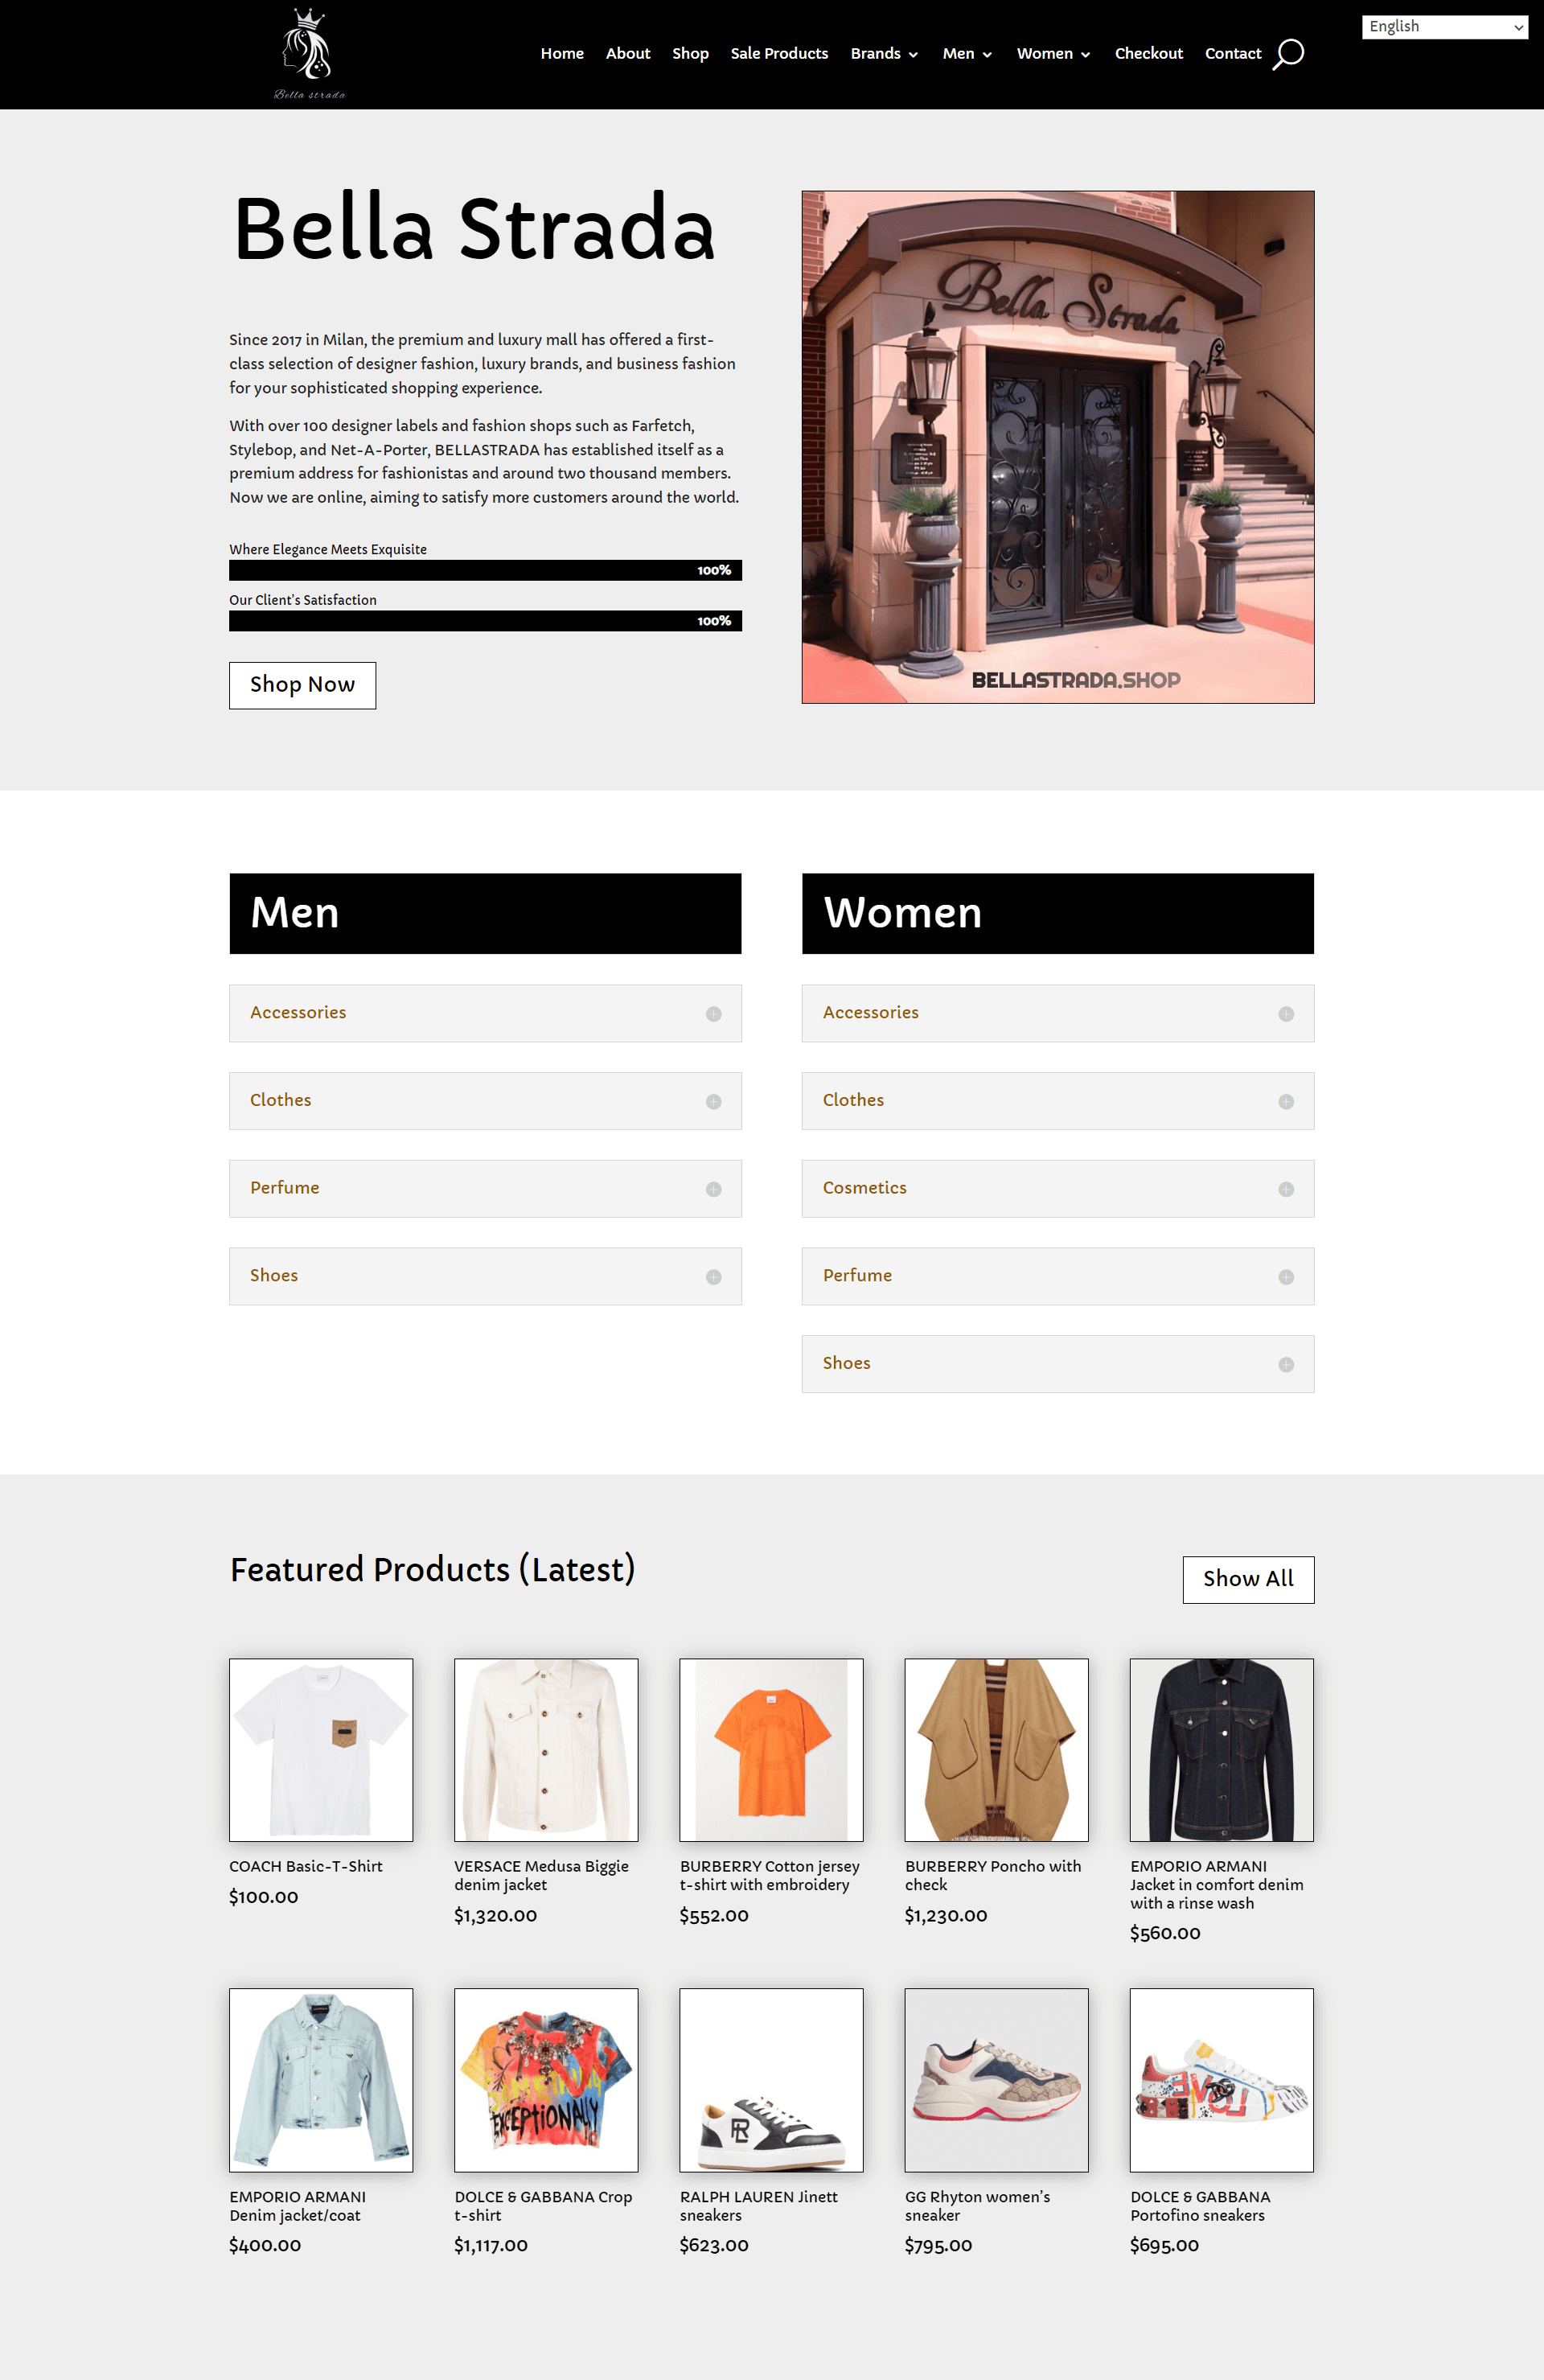 Bella strada
Home About Shop Sale Products Brands Men Women Checkout Contact
English
Bella Strada
Since 2017 in Milan, the premium and luxury mall has offered a first-
class selection of designer fashion, luxury brands, and business fashion
for your sophisticated shopping experience.
With over 100 designer labels and fashion shops such as Farfetch,
Stylebop, and Net-A-Porter, BELLASTRADA has established itself as a
premium address for fashionistas and around two thousand members.
Now we are online, aiming to satisfy more customers around the world.
Where Elegance Meets Exquisite
100%
Our Client's Satisfaction
100%
Shop Now
Bella Strada
BELLASTRADA.SHOP
Men
Accessories
Clothes
Perfume
Shoes
Women
Accessories
Clothes
Cosmetics
Perfume
Shoes
Featured Products (Latest)
Show All
COACH Basic-T-Shirt
$100.00
VERSACE Medusa Biggie
denim jacket
$1,320.00
BURBERRY Cotton jersey
t-shirt with embroidery
$552.00
BURBERRY Poncho with
check
$1,230.00
EMPORIO ARMANI
Jacket in comfort denim
with a rinse wash
$560.00
EXCEPTIONALLY
RL
LOVE
EMPORIO ARMANI
Denim jacket/coat
$400.00
DOLCE & GABBANA Crop
t-shirt
$1,117.00
RALPH LAUREN Jinett
sneakers
$623.00
GG Rhyton women's
sneaker
$795.00
DOLCE & GABBANA
Portofino sneakers
$695.00